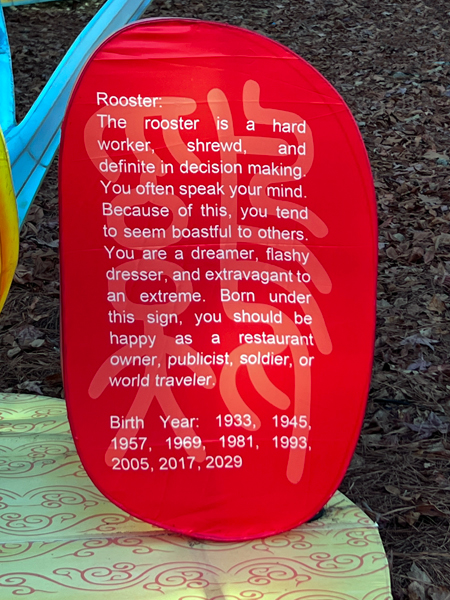 Rooster:
The rooster is a hard
worker, shrewd, and
definite in decision making.
You often speak your mind.
Because of this, you tend
to seem boastful to others.
You are a dreamer, flashy
dresser, and extravagant to
an extreme. Born under
this sign, you should be
happy as a restaurant
owner, publicist, soldier, or
world traveler.
Birth Year: 1933, 1945,
1957, 1969, 1981, 1993,
2005, 2017, 2029